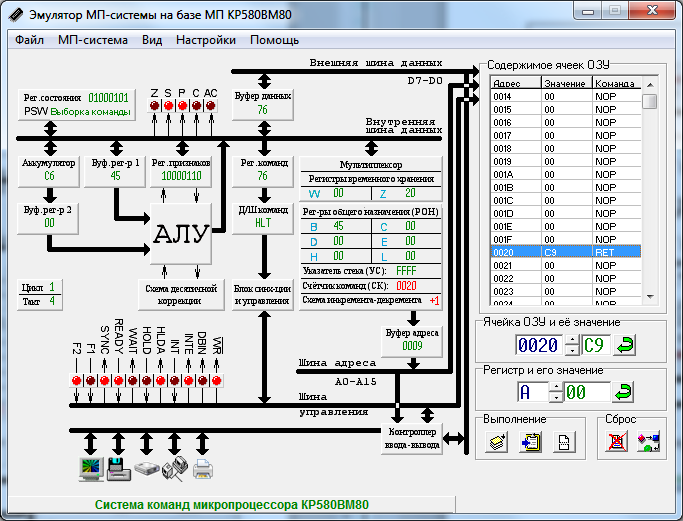 Эмулятор МП-системы на базе МП КР580ВМ80
Файл МП-система Вид Настройки Помощь
Внешняя шина данных
D7-D0
Рег.состояния 01000101
PSW Выборка команды
Z S P C AC
Буфер данных
76
Внутренняя
шина данных
Аккумулятор
C6
Буф.рег-р 1
45
Рег.признаков
10000110
Рег.команд
76
Мультиплексор
Регистры временного хранения
W 00 Z 20
Буф.рег-р 2
00
АЛУ
Д/Ш команд
HLT
Рег-ры общего назначения (РОН)
B 45 C 00
D 00 E 00
H 00 L 00
Указатель стека (УС): FFFF
Счётчик команд (СК): 0020
Схема инкремента-декремента +1
Цикл 1
Такт 4
Схема десятичной
коррекции
Блок синх-ции
и управления
Буфер адреса
0009
F2 F1 SYNC READY WAIT HOLD HLDA INT INTE DBIN WR
Шина адреса
A0-A15
Шина
управления
Контроллер
ввода-вывода
Система команд микропроцессора КР580ВМ80
Содержимое ячеек ОЗУ
Адрес Значение Команда
0014 00 NOP
0015 00 NOP
0016 00 NOP
0017 00 NOP
0018 00 NOP
0019 00 NOP
001A 00 NOP
001B 00 NOP
001C 00 NOP
001D 00 NOP
001E 00 NOP
001F 00 NOP
0020 C9 RET
0021 00 NOP
0022 00 NOP
0023 00 NOP
0024 00 NOP
Ячейка ОЗУ и её значение
0020 C9
Регистр и его значение
A 00
Выполнение
Сброс